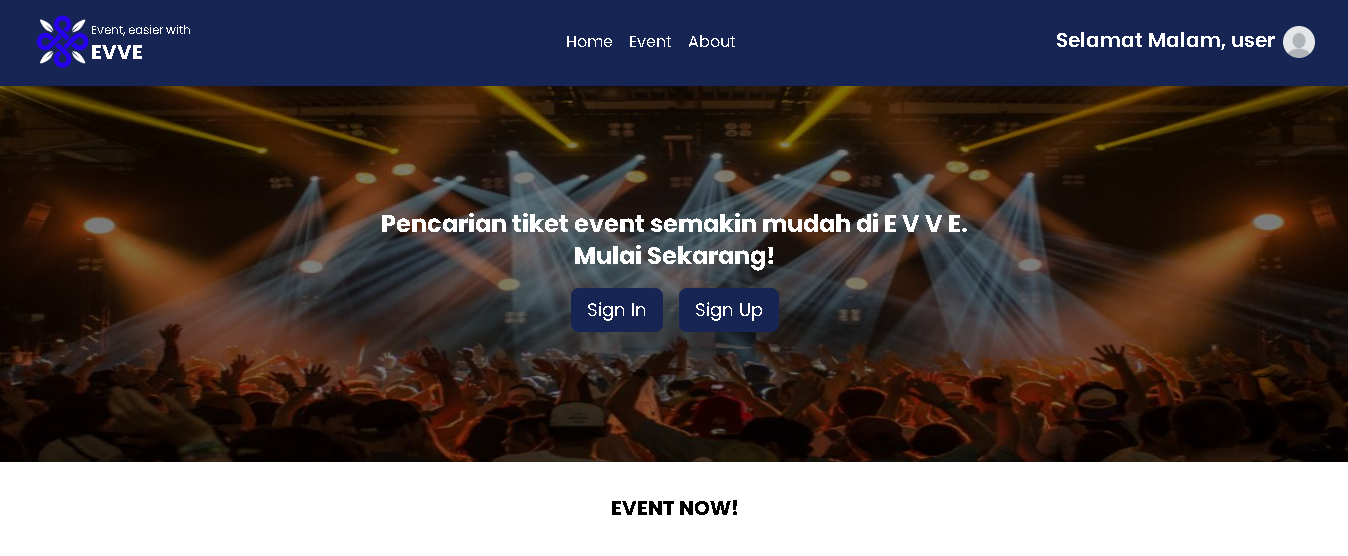 Event, easier with
EVVE
Home Event About
Selamat Malam, user
Pencarian tiket event semakin mudah di E V V E.
Mulai Sekarang!
Sign In Sign Up
EVENT NOW!